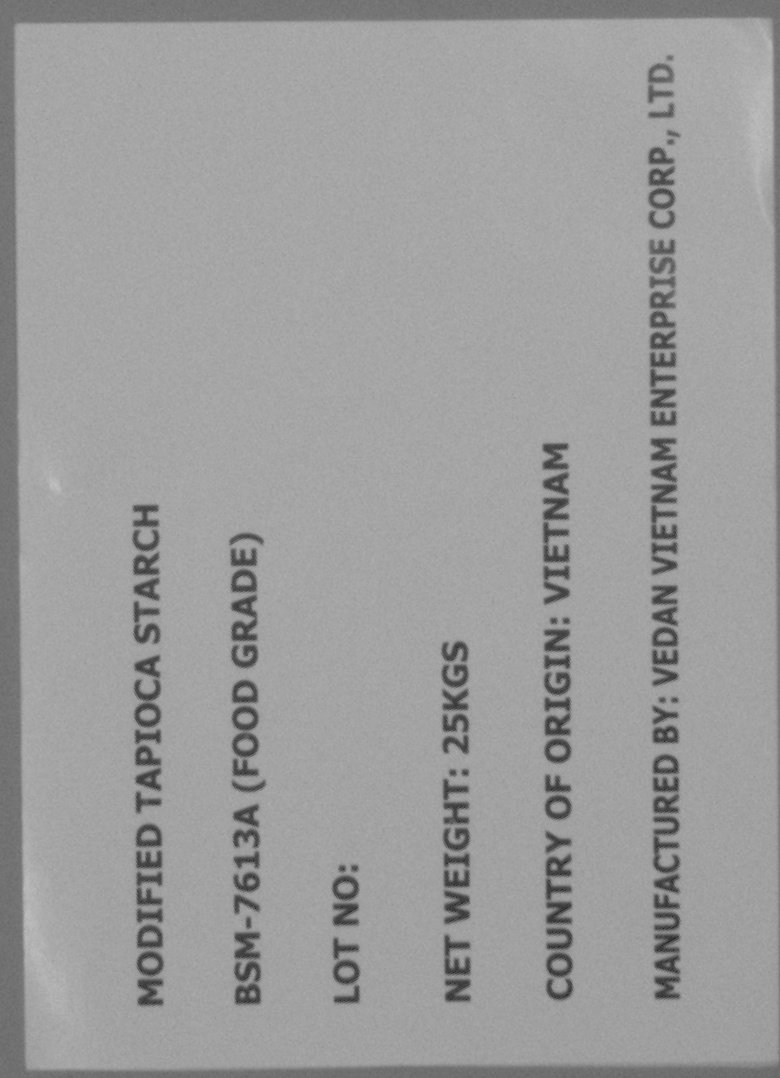 MODIFIED TAPIOCA STARCH
BSM-7613A (FOOD GRADE)
LOT NO:
NET WEIGHT: 25KGS
COUNTRY OF ORIGIN: VIETNAM
MANUFACTURED BY: VEDAN VIETNAM ENTERPRISE CORP., LTD.